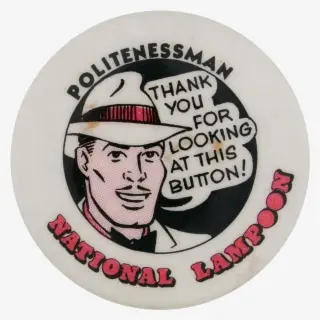 POLITENESSMAN
THANK
YOU
FOR
LOOKING
AT THIS
BUTTON!
NATIONAL LAMPOON